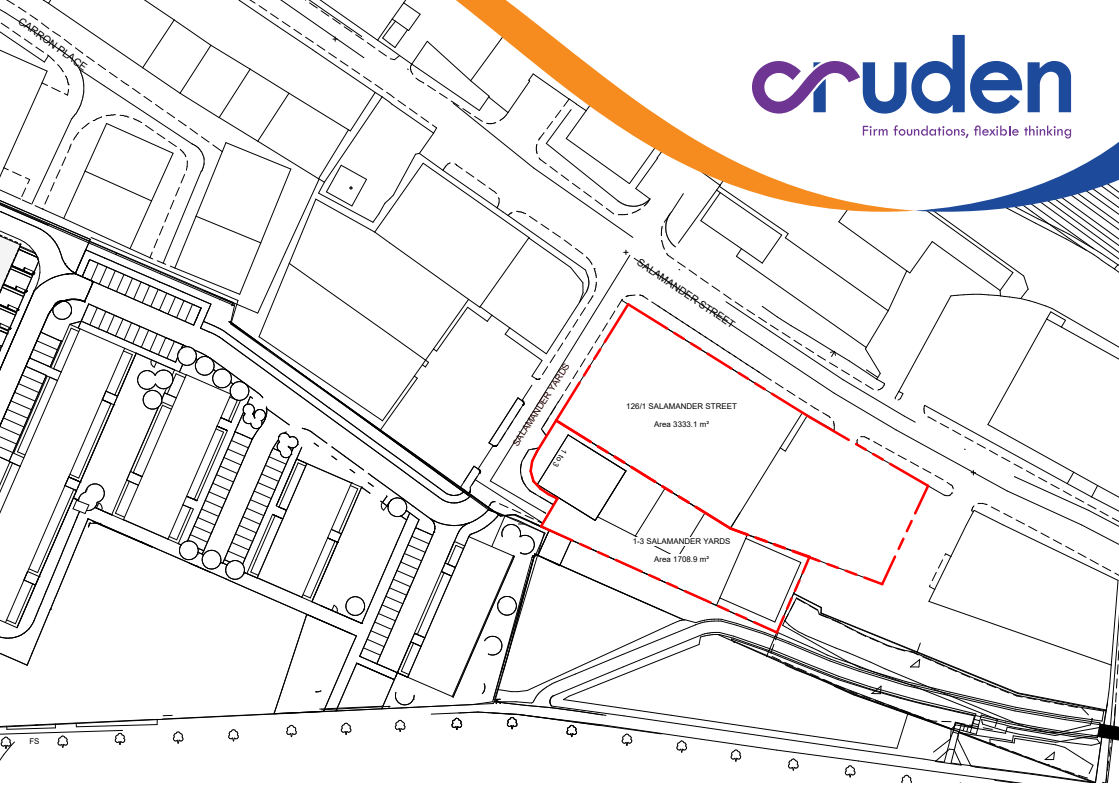 cruden
Firm foundations, flexible thinking
CARRON PLACE
SALAMANDER STREET
SALAMANDER YARDS
126/1 SALAMANDER STREET
Area 3333.1 m²
1 to 3
1-3 SALAMANDER YARDS
Area 1708.9 m²
FS